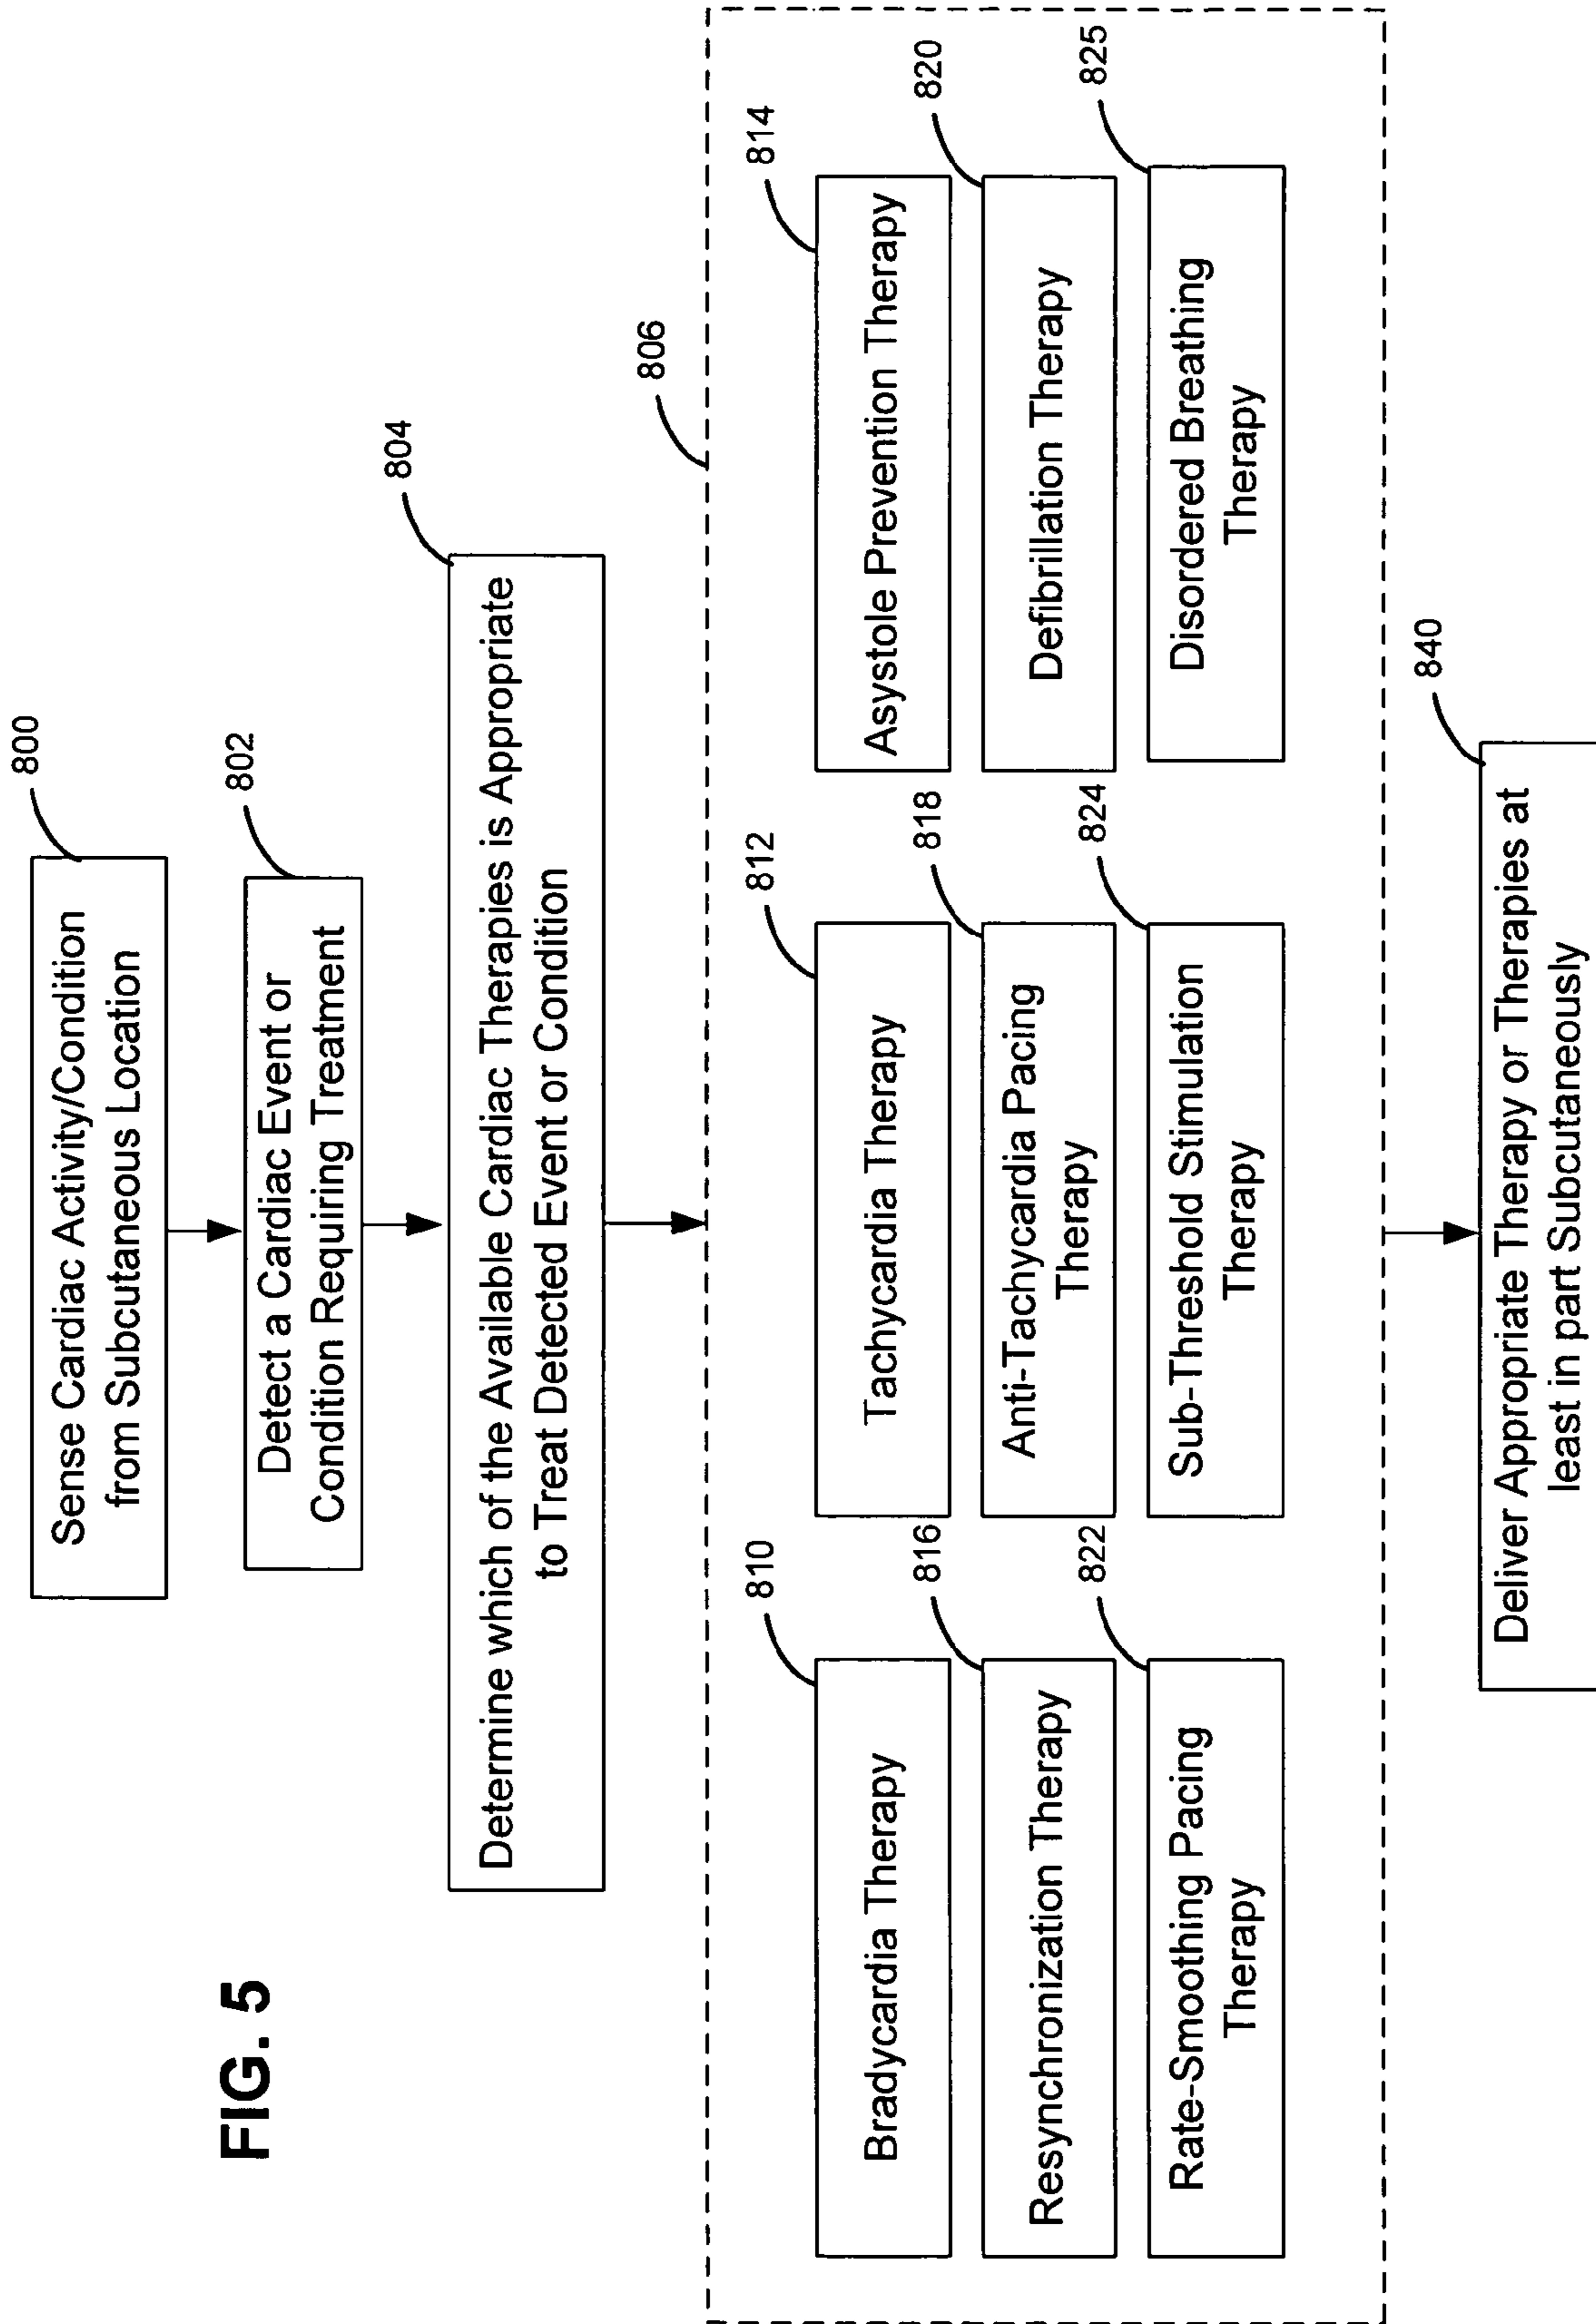 FIG. 5
800
Sense Cardiac Activity/Condition
from Subcutaneous Location
802
Detect a Cardiac Event or
Condition Requiring Treatment
804
Determine which of the Available Cardiac Therapies is Appropriate
to Treat Detected Event or Condition
806
810
Bradycardia Therapy
812
Tachycardia Therapy
814
Asystole Prevention Therapy
816
Resynchronization Therapy
818
Anti-Tachycardia Pacing
Therapy
820
Defibrillation Therapy
822
Rate-Smoothing Pacing
Therapy
824
Sub-Threshold Stimulation
Therapy
825
Disordered Breathing
Therapy
840
Deliver Appropriate Therapy or Therapies at
least in part Subcutaneously